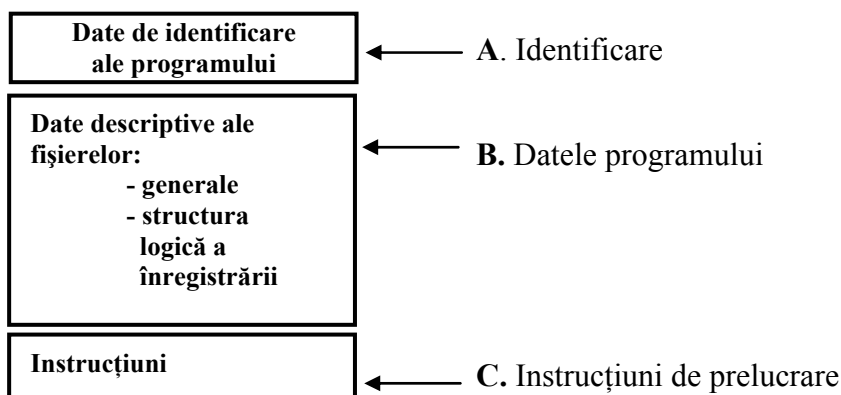 Date de identificare
ale programului
A. Identificare
Date descriptive ale
fişierelor:
- generale
- structura
logică a
înregistrării
B. Datele programului
Instrucțiuni
C. Instrucțiuni de prelucrare